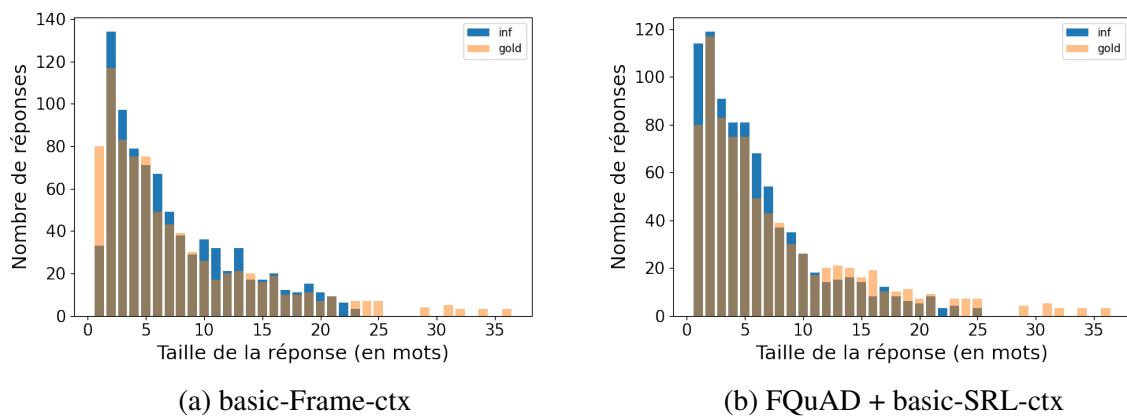 140
120
100
80
60
40
20
0
Nombre de réponses
inf
gold
0 5 10 15 20 25 30 35
Taille de la réponse (en mots)
(a) basic-Frame-ctx
120
100
80
60
40
20
0
Nombre de réponses
inf
gold
0 5 10 15 20 25 30 35
Taille de la réponse (en mots)
(b) FQuAD + basic-SRL-ctx